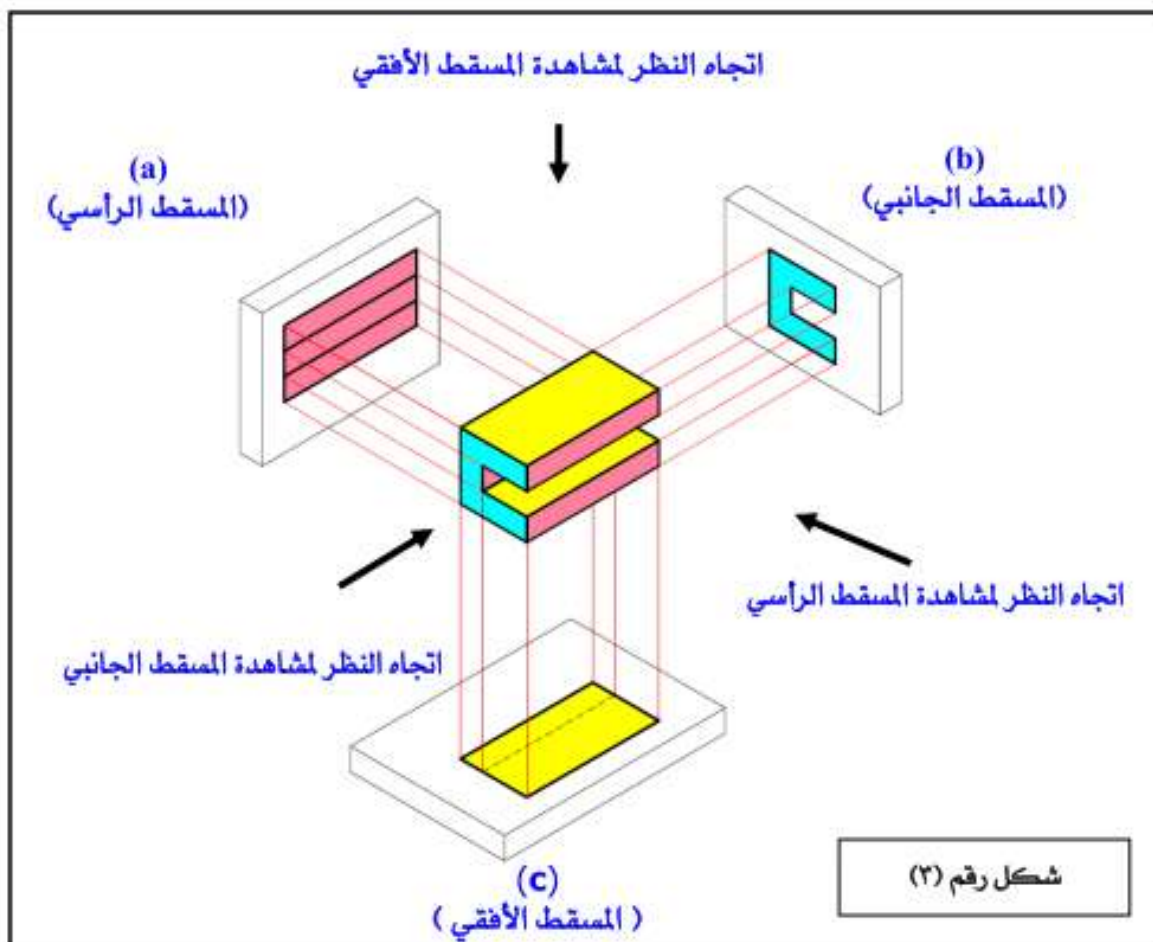 اتجاه النظر لمشاهدة المسقط الأفقي
(a)
(المسقط الرأسي)
(b)
(المسقط الجانبي)
اتجاه النظر لمشاهدة المسقط الرأسي
اتجاه النظر لمشاهدة المسقط الجانبي
(c)
( المسقط الأفقي )
شكل رقم (٣)